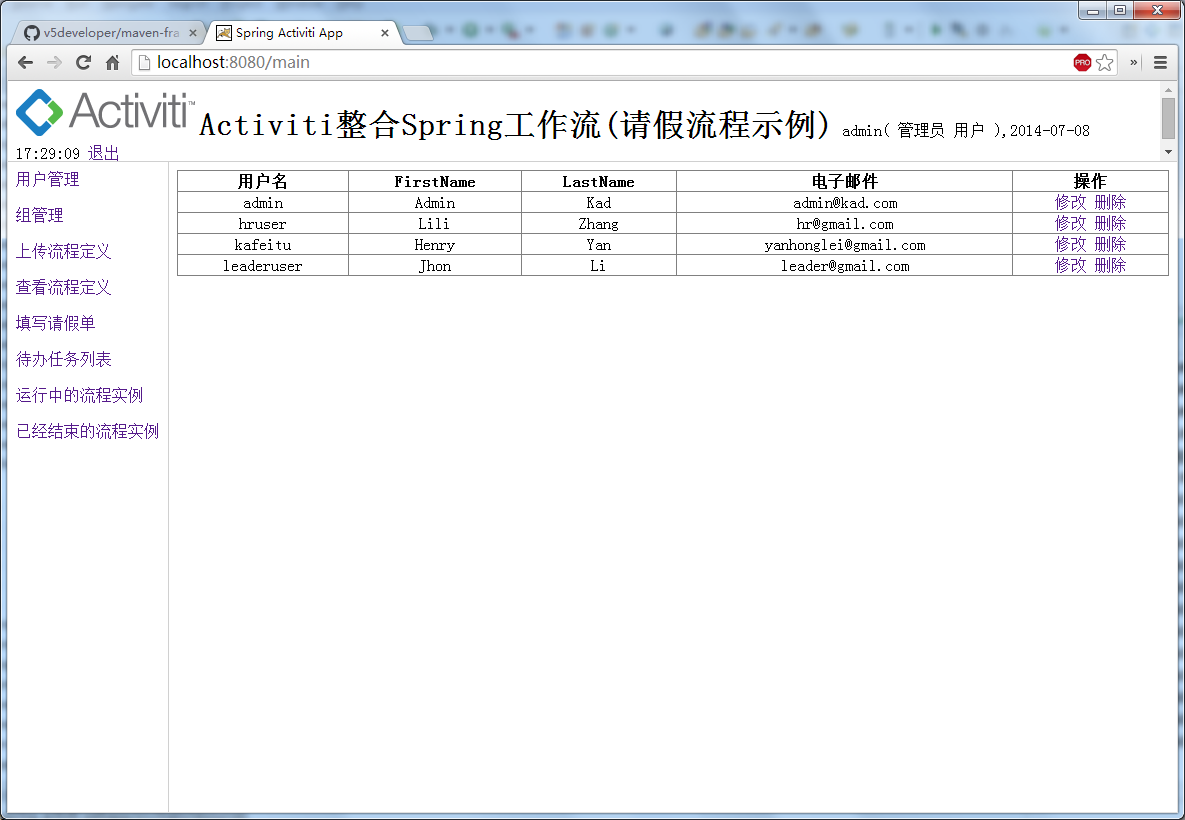 v5developer/maven-fra
Spring Activiti App
localhost:8080/main
PRO
Activiti™ Activiti整合Spring工作流(请假流程示例) admin( 管理员 用户 ),2014-07-08
17:29:09 退出
用户管理
组管理
上传流程定义
查看流程定义
填写请假单
待办任务列表
运行中的流程实例
已经结束的流程实例
用户名 FirstName LastName 电子邮件 操作
admin Admin Kad admin@kad.com 修改 删除
hruser Lili Zhang hr@gmail.com 修改 删除
kafeitu Henry Yan yanhonglei@gmail.com 修改 删除
leaderuser Jhon Li leader@gmail.com 修改 删除